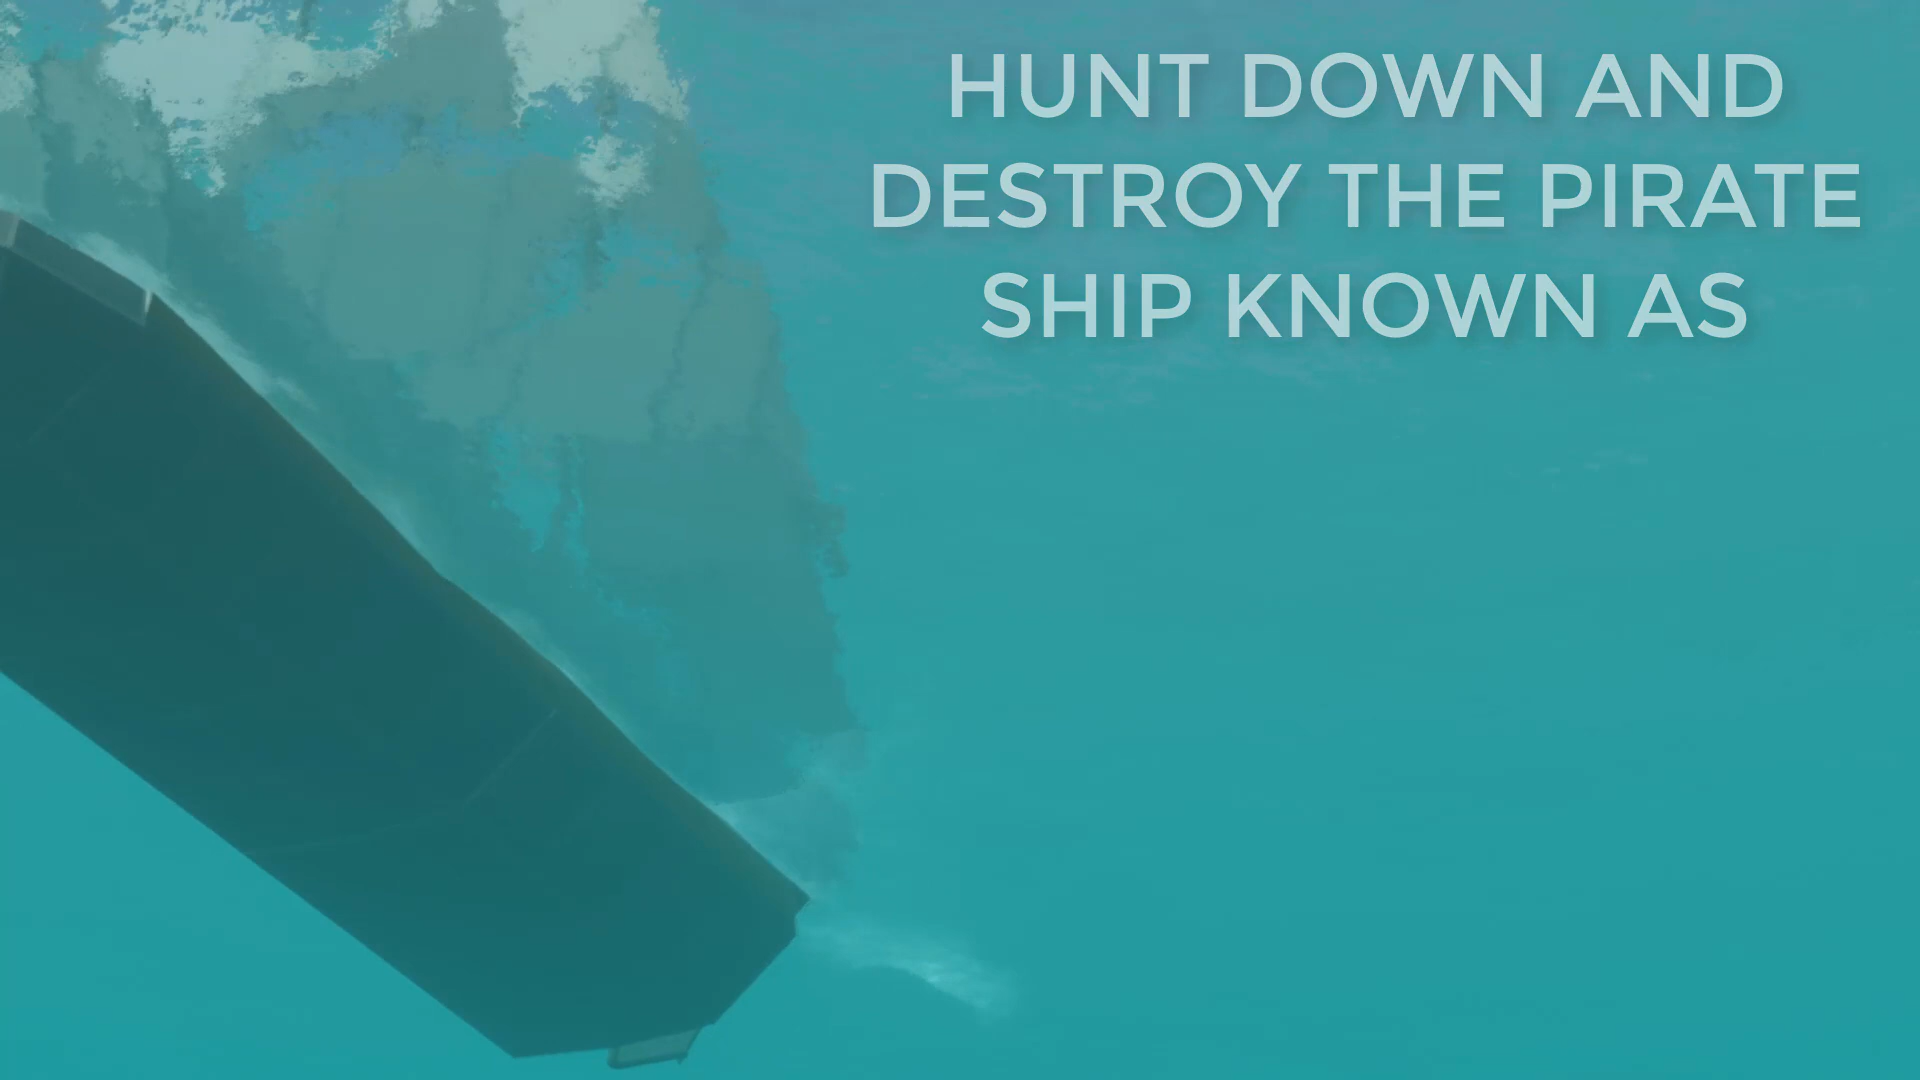 HUNT DOWN AND
DESTROY THE PIRATE
SHIP KNOWN AS